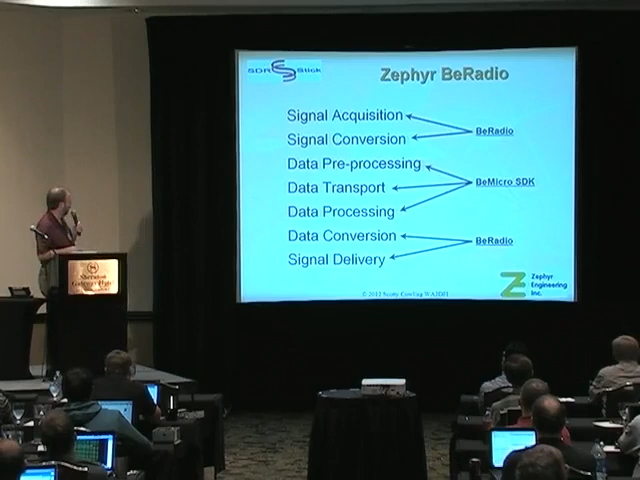 SDR Stick
Zephyr BeRadio
Signal Acquisition
Signal Conversion
BeRadio
Data Pre-processing
Data Transport
BeMicro SDK
Data Processing
Data Conversion
BeRadio
Signal Delivery
Zephyr
Engineering
Inc.
© 2012 Scotty Cowling WA2DFI
Sheraton
Gateway